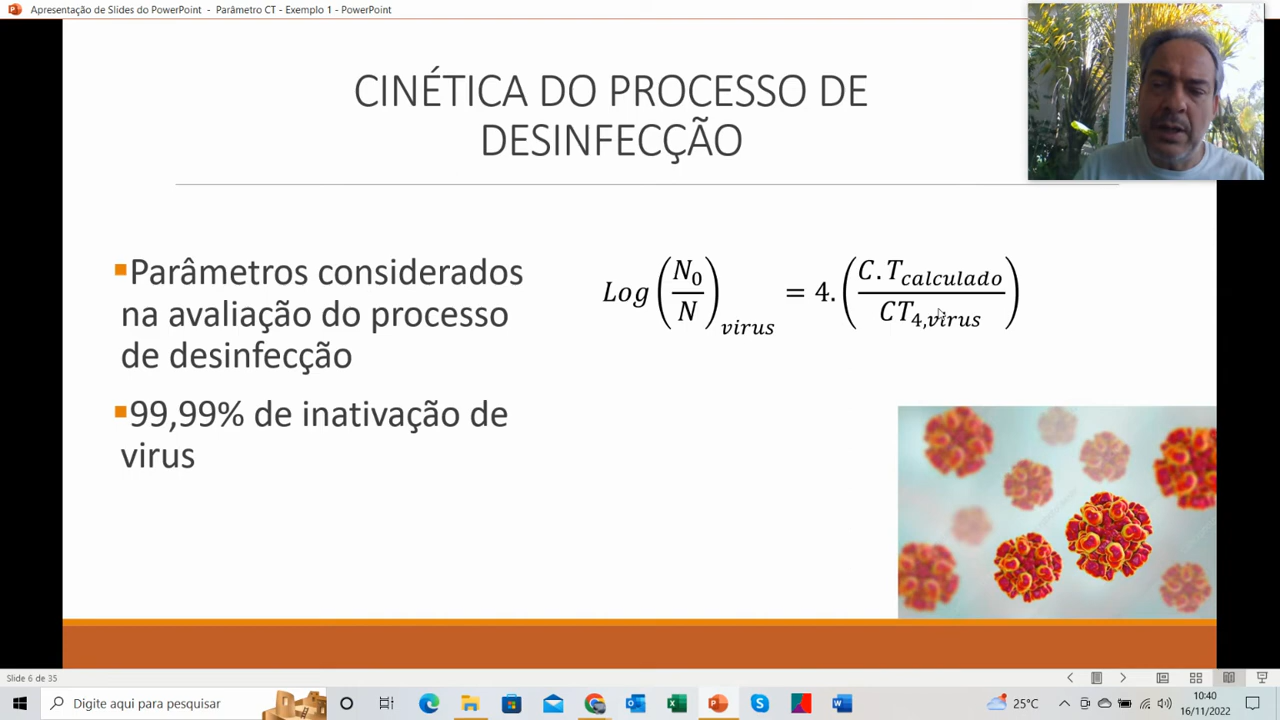 Apresentação de Slides do PowerPoint - Parâmetro CT - Exemplo 1 - PowerPoint
CINÉTICA DO PROCESSO DE
DESINFECÇÃO
▪Parâmetros considerados
na avaliação do processo
de desinfecção
▪99,99% de inativação de
virus
Log (N₀/N)virus = 4. (C.Tcalculado/CT4,virus)
Slide 6 de 35
Digite aqui para pesquisar
25°C
10:40
16/11/2022